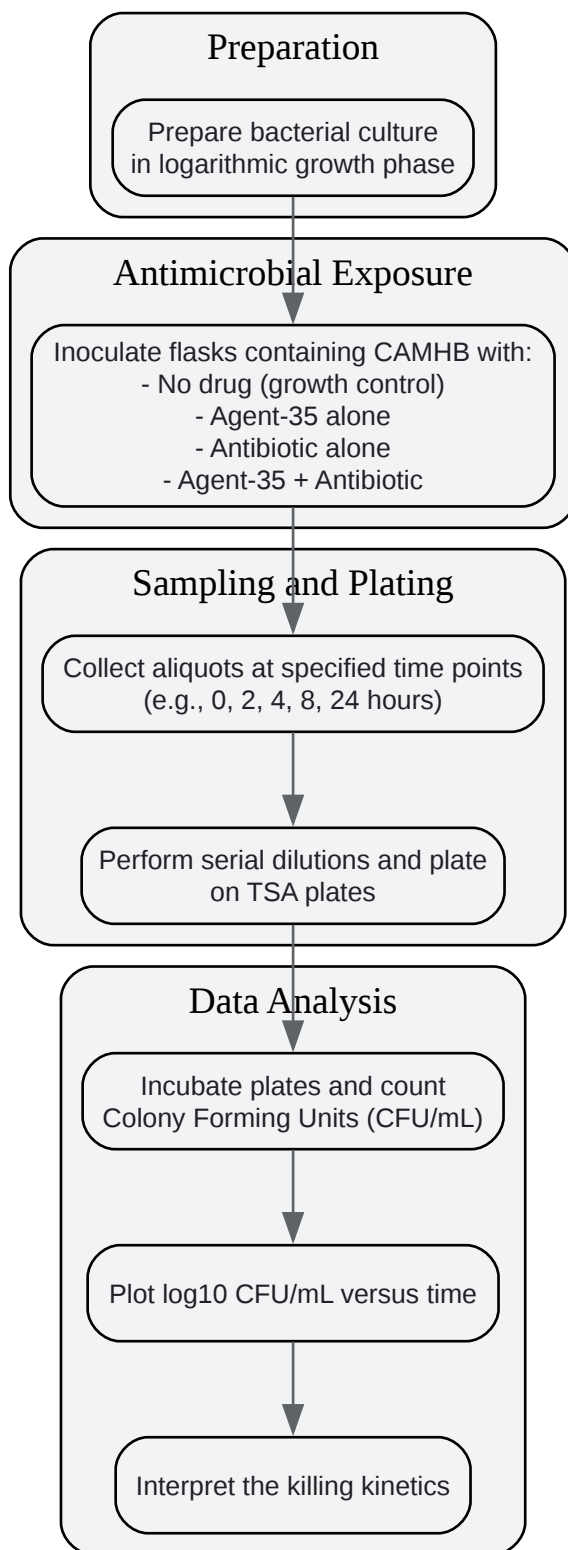 Preparation
Prepare bacterial culture
in logarithmic growth phase
Antimicrobial Exposure
Inoculate flasks containing CAMHB with:
- No drug (growth control)
- Agent-35 alone
- Antibiotic alone
- Agent-35 + Antibiotic
Sampling and Plating
Collect aliquots at specified time points
(e.g., 0, 2, 4, 8, 24 hours)
Perform serial dilutions and plate
on TSA plates
Data Analysis
Incubate plates and count
Colony Forming Units (CFU/mL)
Plot log10 CFU/mL versus time
Interpret the killing kinetics